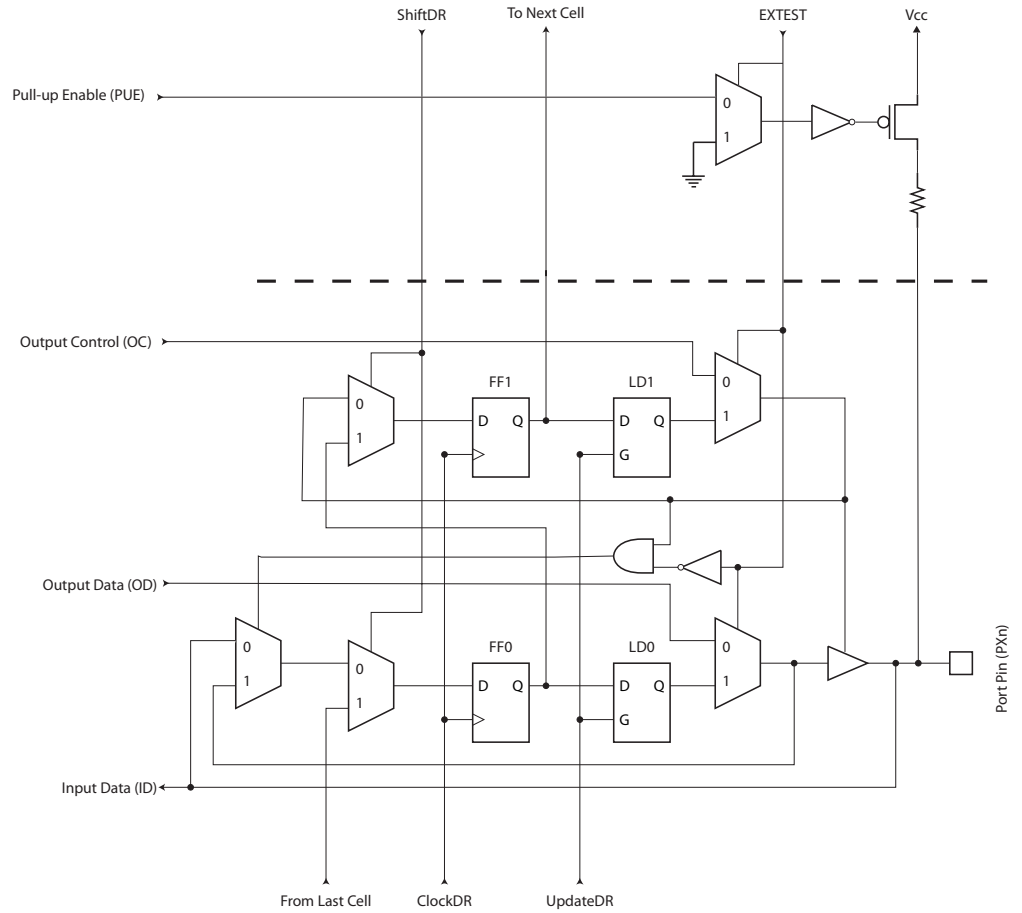 ShiftDR
To Next Cell
EXTEST
Vcc
Pull-up Enable (PUE)
0
1
Output Control (OC)
FF1
LD1
0
0
1
D Q
D Q
1
G
Output Data (OD)
FF0
LD0
0
0
0
1
D Q
D Q
1
1
G
Port Pin (PXn)
Input Data (ID)
From Last Cell
ClockDR
UpdateDR